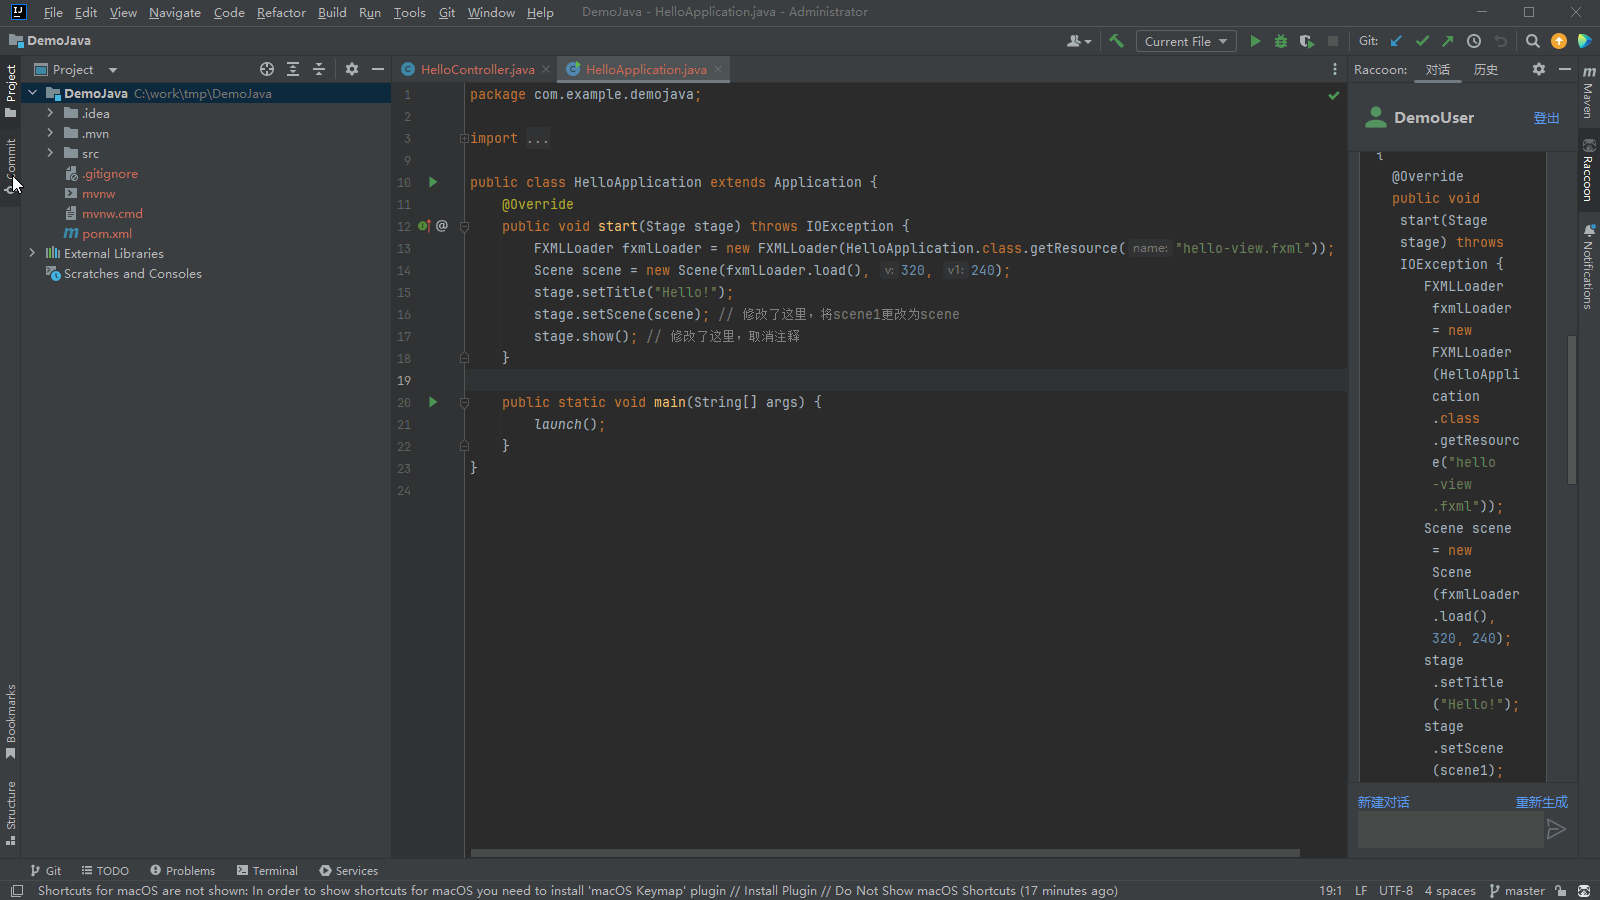 File Edit View Navigate Code Refactor Build Run Tools Git Window Help DemoJava - HelloApplication.java - Administrator
DemoJava
Current File
Git:
Project
HelloController.java
HelloApplication.java
Raccoon:
对话
历史
Project
Commit
Bookmarks
Structure
DemoJava C:\work\tmp\DemoJava
.idea
.mvn
src
.gitignore
mvnw
mvnw.cmd
pom.xml
External Libraries
Scratches and Consoles
1 package com.example.demojava;
2
3 import ...
9
10 public class HelloApplication extends Application {
11 @Override
12 @ public void start(Stage stage) throws IOException {
13 FXMLLoader fxmlLoader = new FXMLLoader(HelloApplication.class.getResource( name: "hello-view.fxml"));
14 Scene scene = new Scene(fxmlLoader.load(), v: 320, v1: 240);
15 stage.setTitle("Hello!");
16 stage.setScene(scene); // 修改了这里，将scene1更改为scene
17 stage.show(); // 修改了这里，取消注释
18 }
19
20 public static void main(String[] args) {
21 launch();
22 }
23 }
24
DemoUser
登出
{
@Override
public void
start(Stage
stage) throws
IOException {
FXMLLoader
fxmlLoader
= new
FXMLLoader
(HelloAppli
cation
.class
.getResourc
e("hello
-view
.fxml"));
Scene scene
= new
Scene
(fxmlLoader
.load(),
320, 240);
stage
.setTitle
("Hello!");
stage
.setScene
(scene1);
新建对话
重新生成
Maven
Raccoon
Notifications
Git TODO Problems Terminal Services
Shortcuts for macOS are not shown: In order to show shortcuts for macOS you need to install 'macOS Keymap' plugin // Install Plugin // Do Not Show macOS Shortcuts (17 minutes ago)
19:1 LF UTF-8 4 spaces master